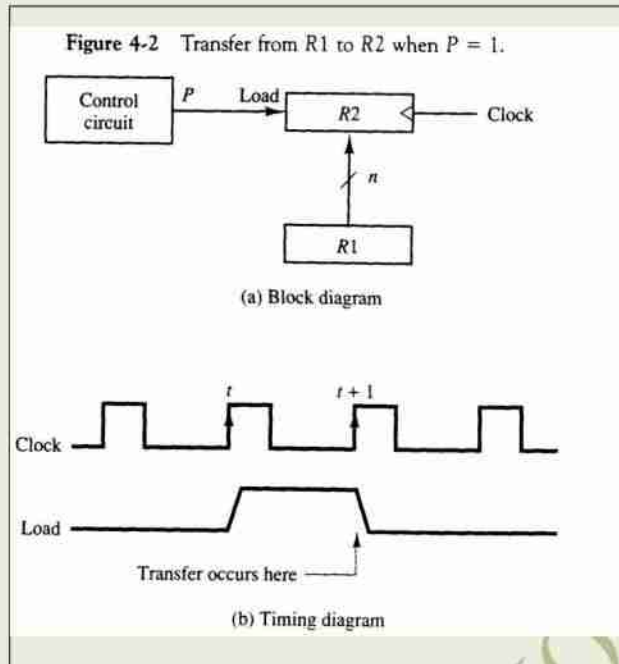 Figure 4-2 Transfer from R1 to R2 when P = 1.
Control
circuit
P
Load
R2
Clock
n
R1
(a) Block diagram
t
t + 1
Clock
Load
Transfer occurs here
(b) Timing diagram